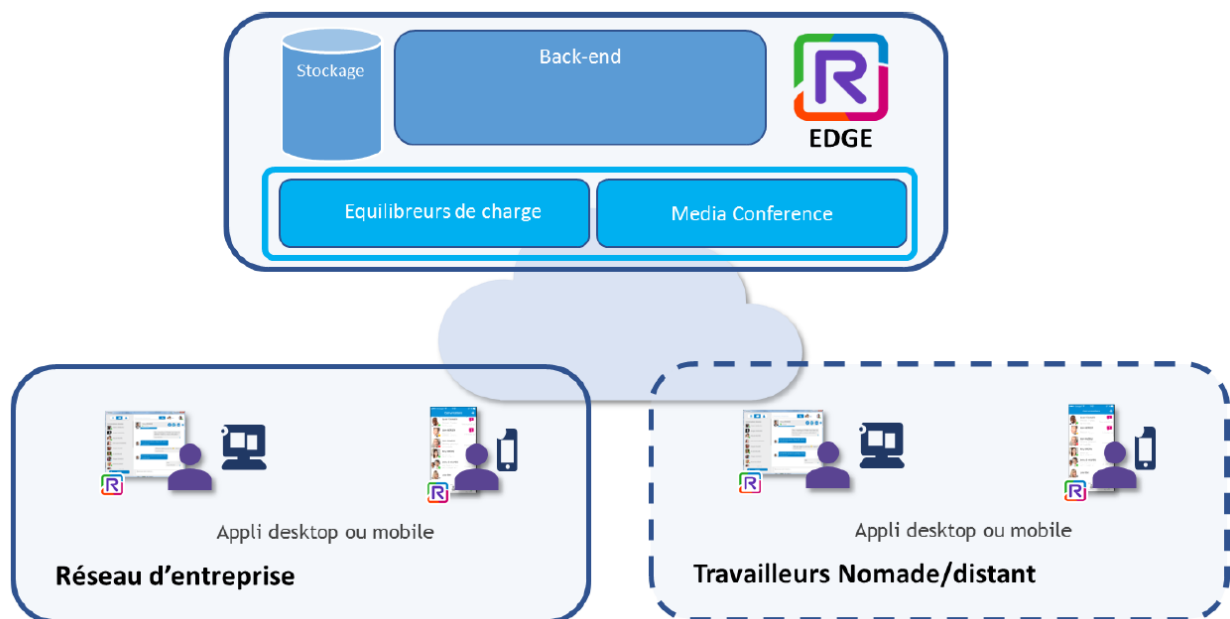 Stockage
Back-end
R
EDGE
Equilibreurs de charge
Media Conference
R
R
Appli desktop ou mobile
Réseau d'entreprise
R
R
Appli desktop ou mobile
Travailleurs Nomade/distant